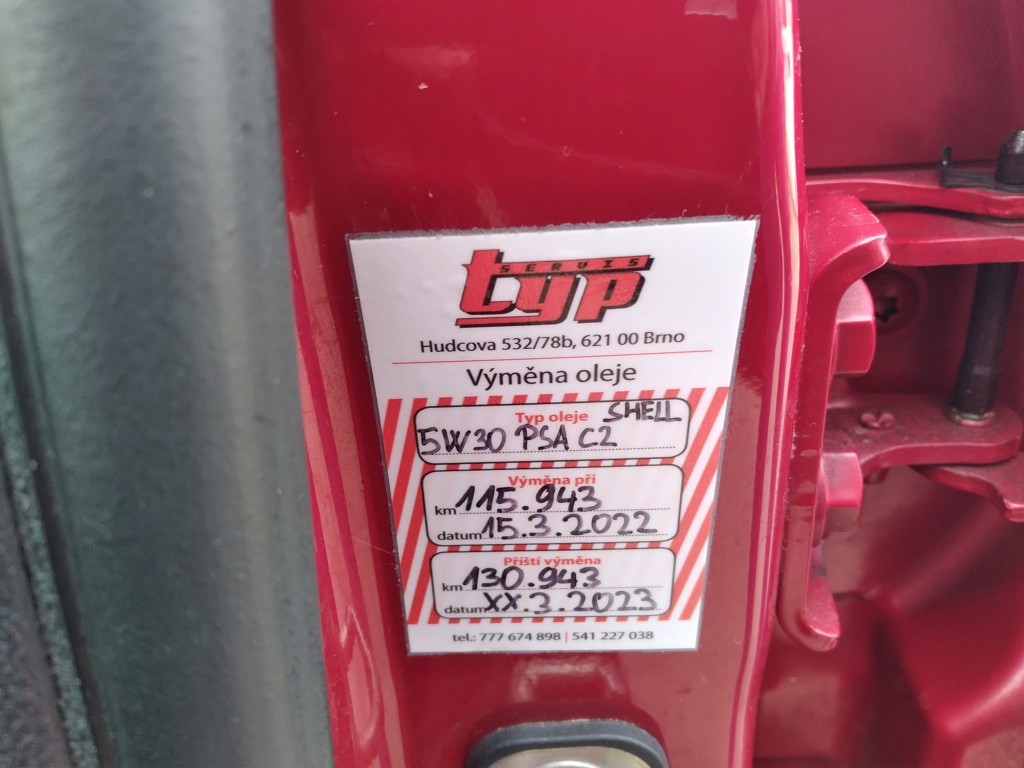 SERVIS
typ
Hudcova 532/78b, 621 00 Brno
Výměna oleje
Typ oleje SHELL
5W30 PSA C2
Výměna při
km 115.943
datum 15.3.2022
Příští výměna
km 130.943
datum XX.3.2023
tel.: 777 674 898 | 541 227 038